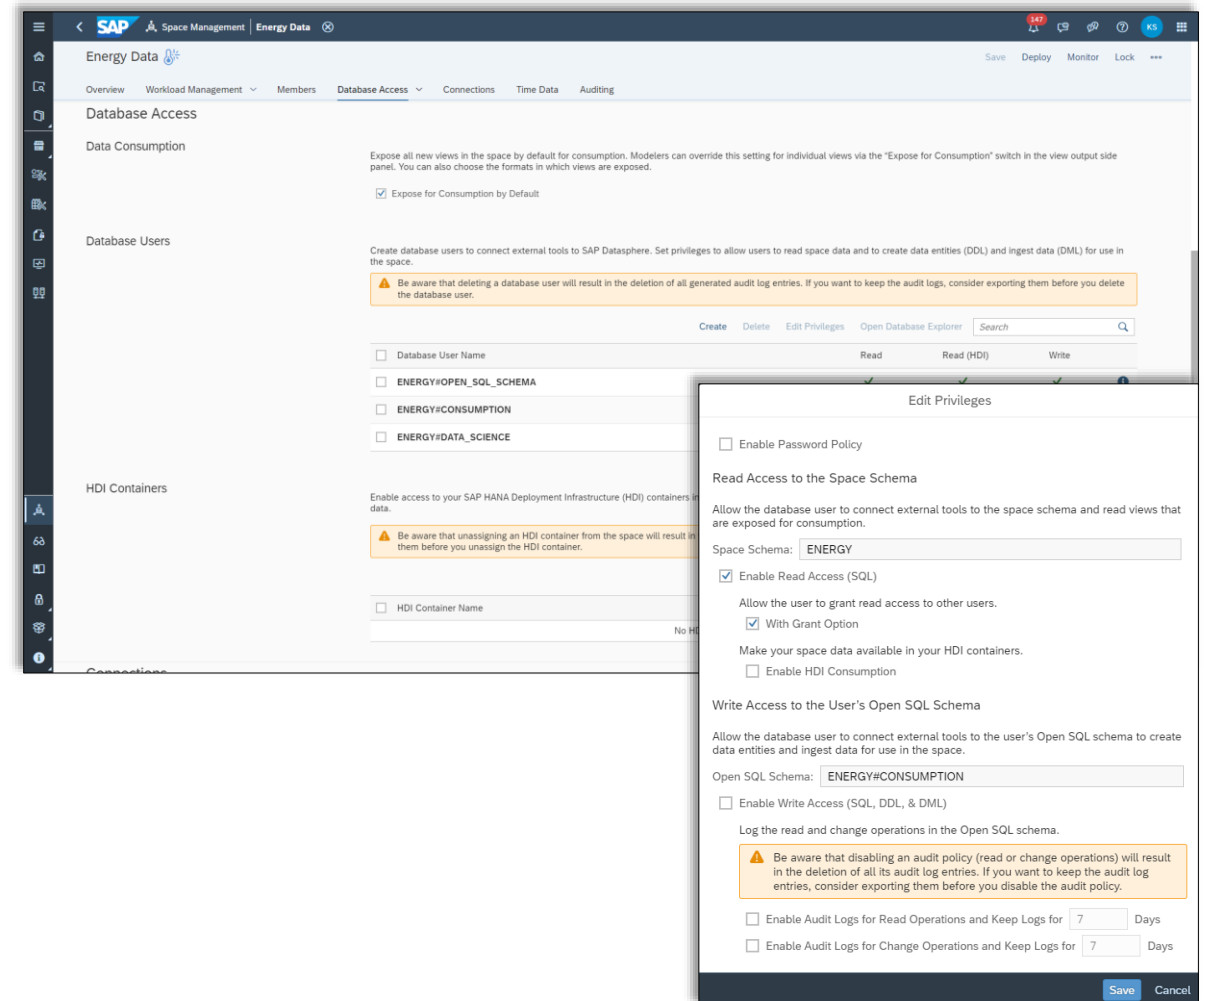 SAP Space Management Energy Data
147
KS
Energy Data
Save Deploy Monitor Lock
Overview Workload Management Members Database Access Connections Time Data Auditing
Database Access
Data Consumption
Expose all new views in the space by default for consumption. Modelers can override this setting for individual views via the "Expose for Consumption" switch in the view output side
panel. You can also choose the formats in which views are exposed.
Expose for Consumption by Default
Database Users
Create database users to connect external tools to SAP Datasphere. Set privileges to allow users to read space data and to create data entities (DDL) and ingest data (DML) for use in
the space.
Be aware that deleting a database user will result in the deletion of all generated audit log entries. If you want to keep the audit logs, consider exporting them before you delete
the database user.
Create Delete Edit Privileges Open Database Explorer Search
Database User Name Read Read (HDI) Write
ENERGY#OPEN_SQL_SCHEMA
ENERGY#CONSUMPTION
ENERGY#DATA_SCIENCE
HDI Containers
Enable access to your SAP HANA Deployment Infrastructure (HDI) containers in
data.
Be aware that unassigning an HDI container from the space will result in
them before you unassign the HDI container.
HDI Container Name
No
Connections
Edit Privileges
Enable Password Policy
Read Access to the Space Schema
Allow the database user to connect external tools to the space schema and read views that
are exposed for consumption.
Space Schema: ENERGY
Enable Read Access (SQL)
Allow the user to grant read access to other users.
With Grant Option
Make your space data available in your HDI containers.
Enable HDI Consumption
Write Access to the User's Open SQL Schema
Allow the database user to connect external tools to the user's Open SQL schema to create
data entities and ingest data for use in the space.
Open SQL Schema: ENERGY#CONSUMPTION
Enable Write Access (SQL, DDL, & DML)
Log the read and change operations in the Open SQL schema.
Be aware that disabling an audit policy (read or change operations) will result
in the deletion of all its audit log entries. If you want to keep the audit log
entries, consider exporting them before you disable the audit policy.
Enable Audit Logs for Read Operations and Keep Logs for 7 Days
Enable Audit Logs for Change Operations and Keep Logs for 7 Days
Save Cancel